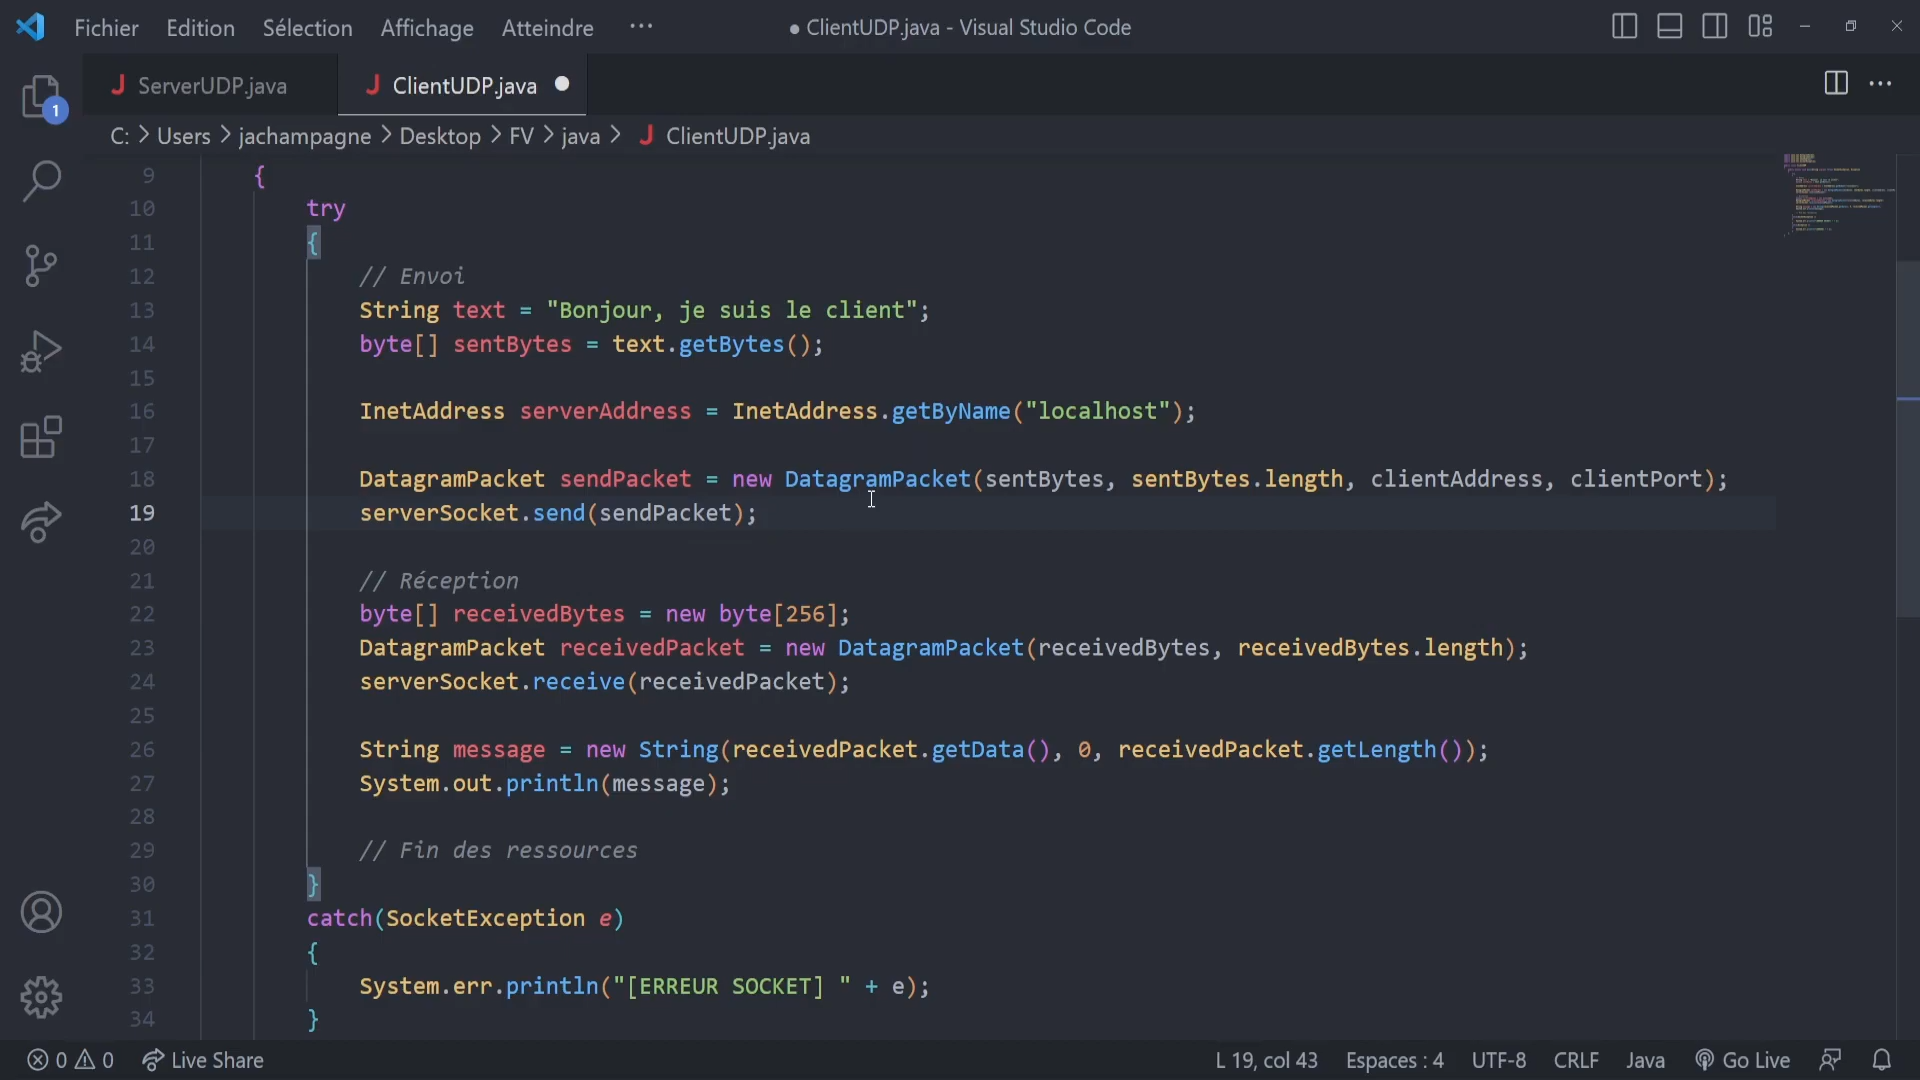 Fichier Edition Sélection Affichage Atteindre ··· ● ClientUDP.java - Visual Studio Code
J ServerUDP.java J ClientUDP.java ●
1
C: > Users > jachampagne > Desktop > FV > java > J ClientUDP.java
9 {
10 try
11 {
12 // Envoi
13 String text = "Bonjour, je suis le client";
14 byte[] sentBytes = text.getBytes();
15
16 InetAddress serverAddress = InetAddress.getByName("localhost");
17
18 DatagramPacket sendPacket = new DatagramPacket(sentBytes, sentBytes.length, clientAddress, clientPort);
19 serverSocket.send(sendPacket);
20
21 // Réception
22 byte[] receivedBytes = new byte[256];
23 DatagramPacket receivedPacket = new DatagramPacket(receivedBytes, receivedBytes.length);
24 serverSocket.receive(receivedPacket);
25
26 String message = new String(receivedPacket.getData(), 0, receivedPacket.getLength());
27 System.out.println(message);
28
29 // Fin des ressources
30 }
31 catch(SocketException e)
32 {
33 System.err.println("[ERREUR SOCKET] " + e);
34 }
0 0 Live Share L 19, col 43 Espaces : 4 UTF-8 CRLF Java Go Live